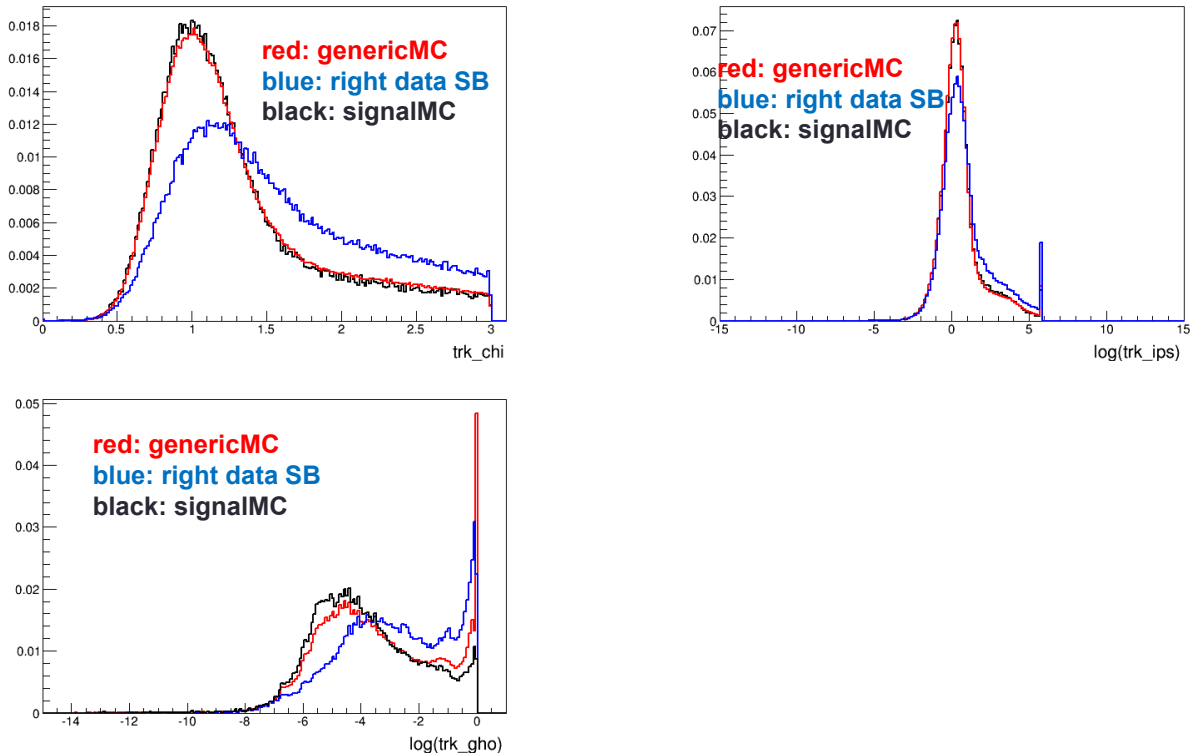 0.018
0.016
0.014
0.012
0.01
0.008
0.006
0.004
0.002
0
red: genericMC
blue: right data SB
black: signalMC
0 0.5 1 1.5 2 2.5 3
trk_chi
0.07
0.06
0.05
0.04
0.03
0.02
0.01
0
red: genericMC
blue: right data SB
black: signalMC
-15 -10 -5 0 5 10 15
log(trk_ips)
0.05
0.04
0.03
0.02
0.01
0
red: genericMC
blue: right data SB
black: signalMC
-14 -12 -10 -8 -6 -4 -2 0
log(trk_gho)